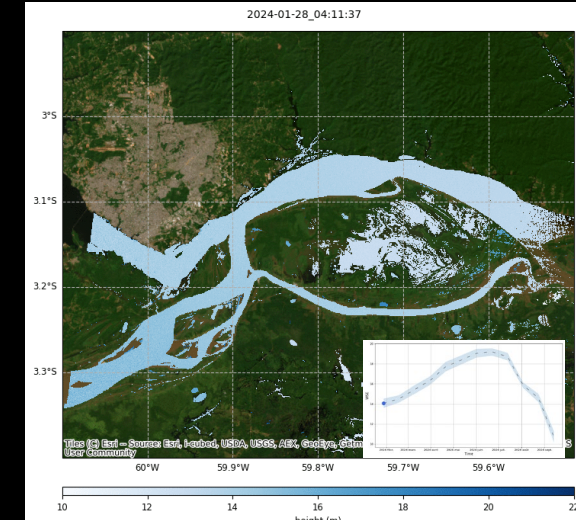 2024-01-28_04:11:37
3°S
3.1°S
3.2°S
3.3°S
Tiles (C) Esri -- Source: Esri, i-cubed, USDA, USGS, AEX, GeoEye, Getm
User Community
S
60°W
59.9°W
59.8°W
59.7°W
59.6°W
Time
10
12
14
16
18
20
22
height (m)